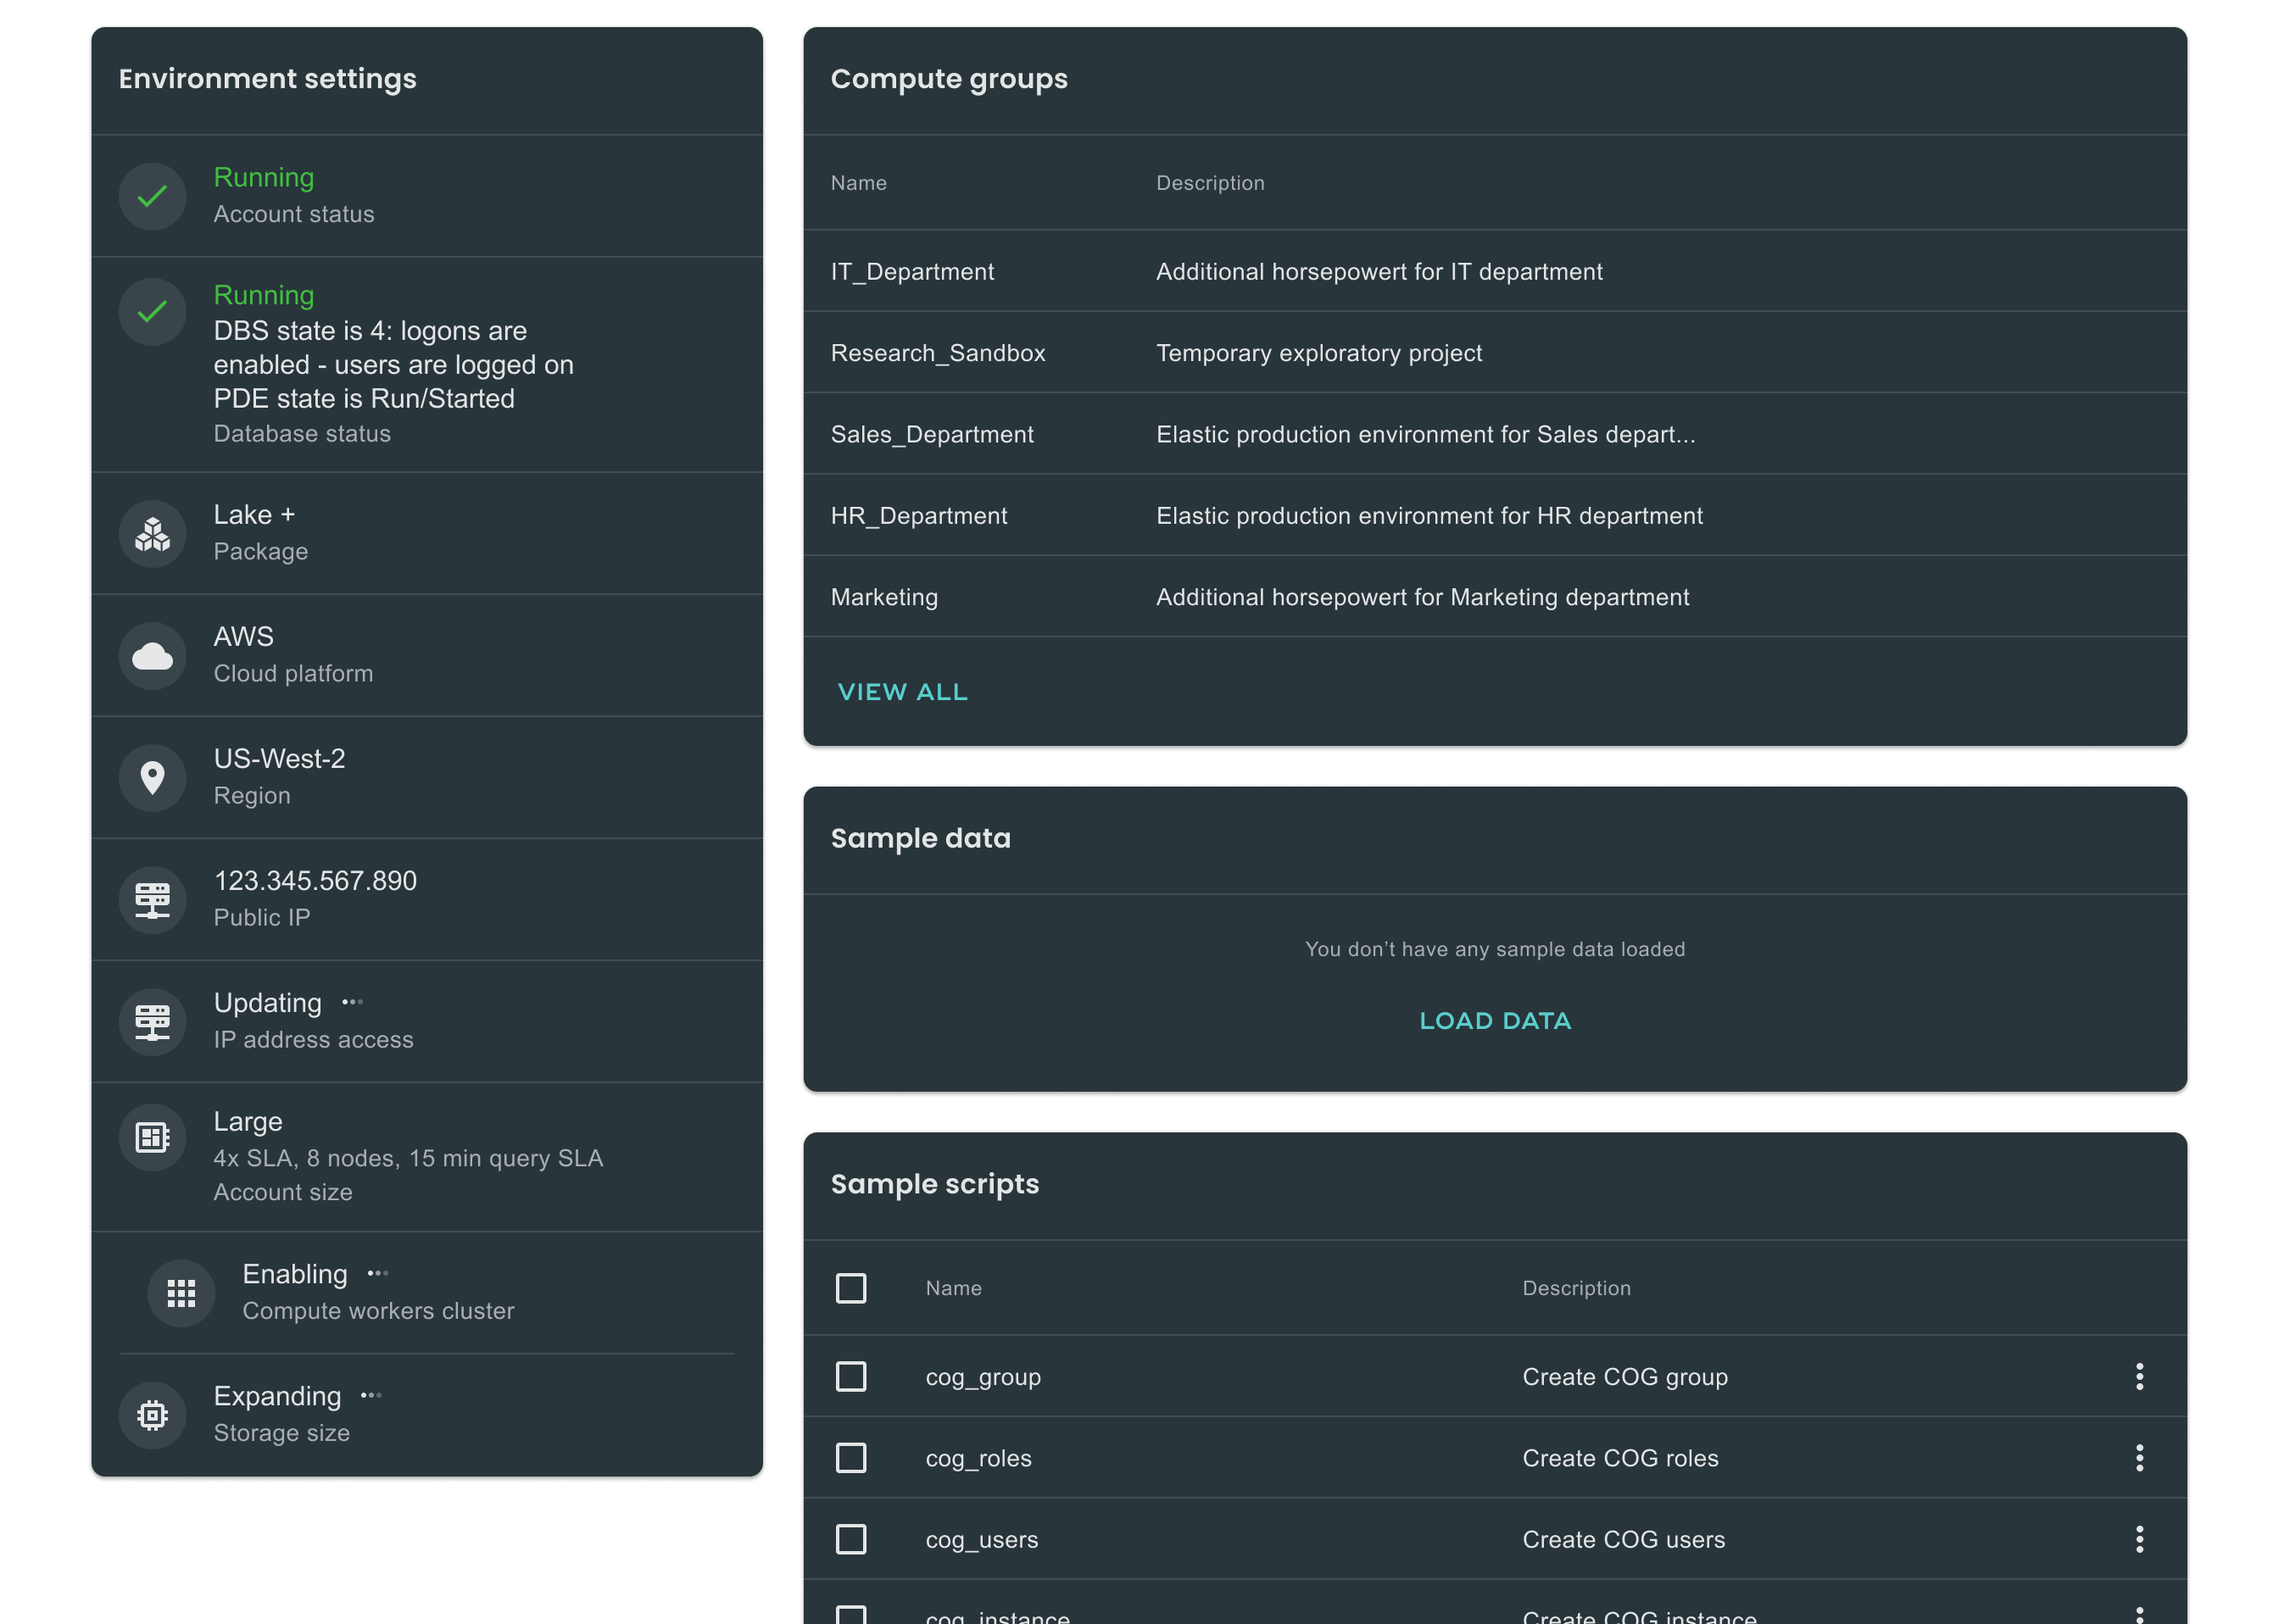 Environment settings
Running
Account status
Running
DBS state is 4: logons are
enabled - users are logged on
PDE state is Run/Started
Database status
Lake +
Package
AWS
Cloud platform
US-West-2
Region
123.345.567.890
Public IP
Updating
IP address access
Large
4x SLA, 8 nodes, 15 min query SLA
Account size
Enabling
Compute workers cluster
Expanding
Storage size
Compute groups
Name Description
IT_Department Additional horsepowert for IT department
Research_Sandbox Temporary exploratory project
Sales_Department Elastic production environment for Sales depart...
HR_Department Elastic production environment for HR department
Marketing Additional horsepowert for Marketing department
VIEW ALL
Sample data
You don’t have any sample data loaded
LOAD DATA
Sample scripts
Name Description
cog_group Create COG group
cog_roles Create COG roles
cog_users Create COG users
cog_instance Create COG instance